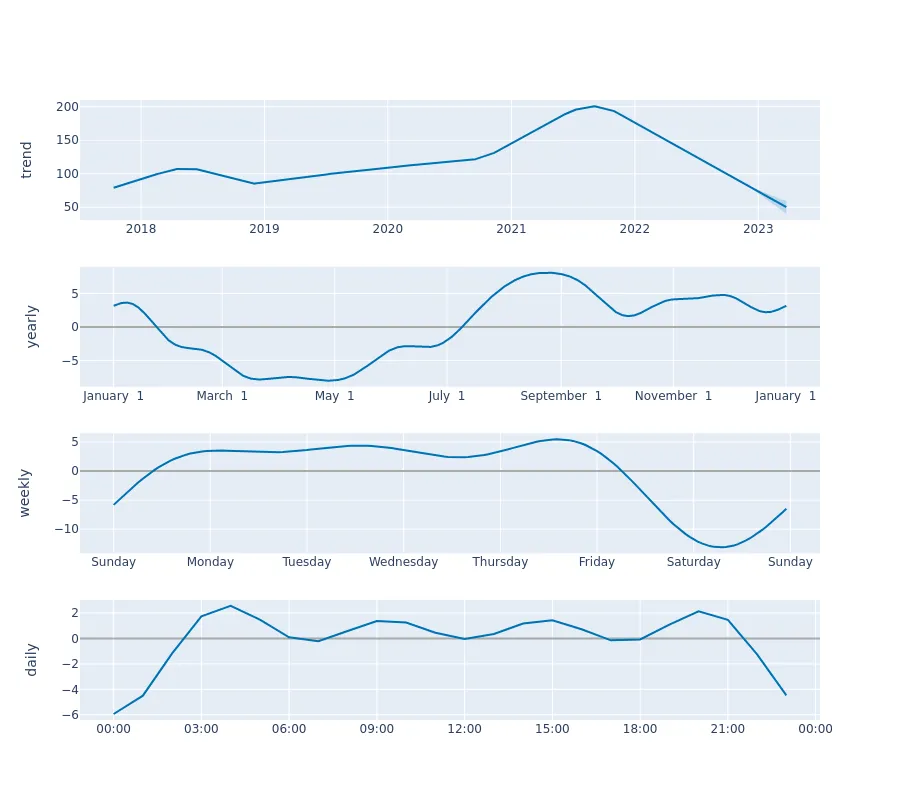 trend
200
150
100
50
2018 2019 2020 2021 2022 2023
yearly
5
0
−5
January 1 March 1 May 1 July 1 September 1 November 1 January 1
weekly
5
0
−5
−10
Sunday Monday Tuesday Wednesday Thursday Friday Saturday Sunday
daily
2
0
−2
−4
−6
00:00 03:00 06:00 09:00 12:00 15:00 18:00 21:00 00:00